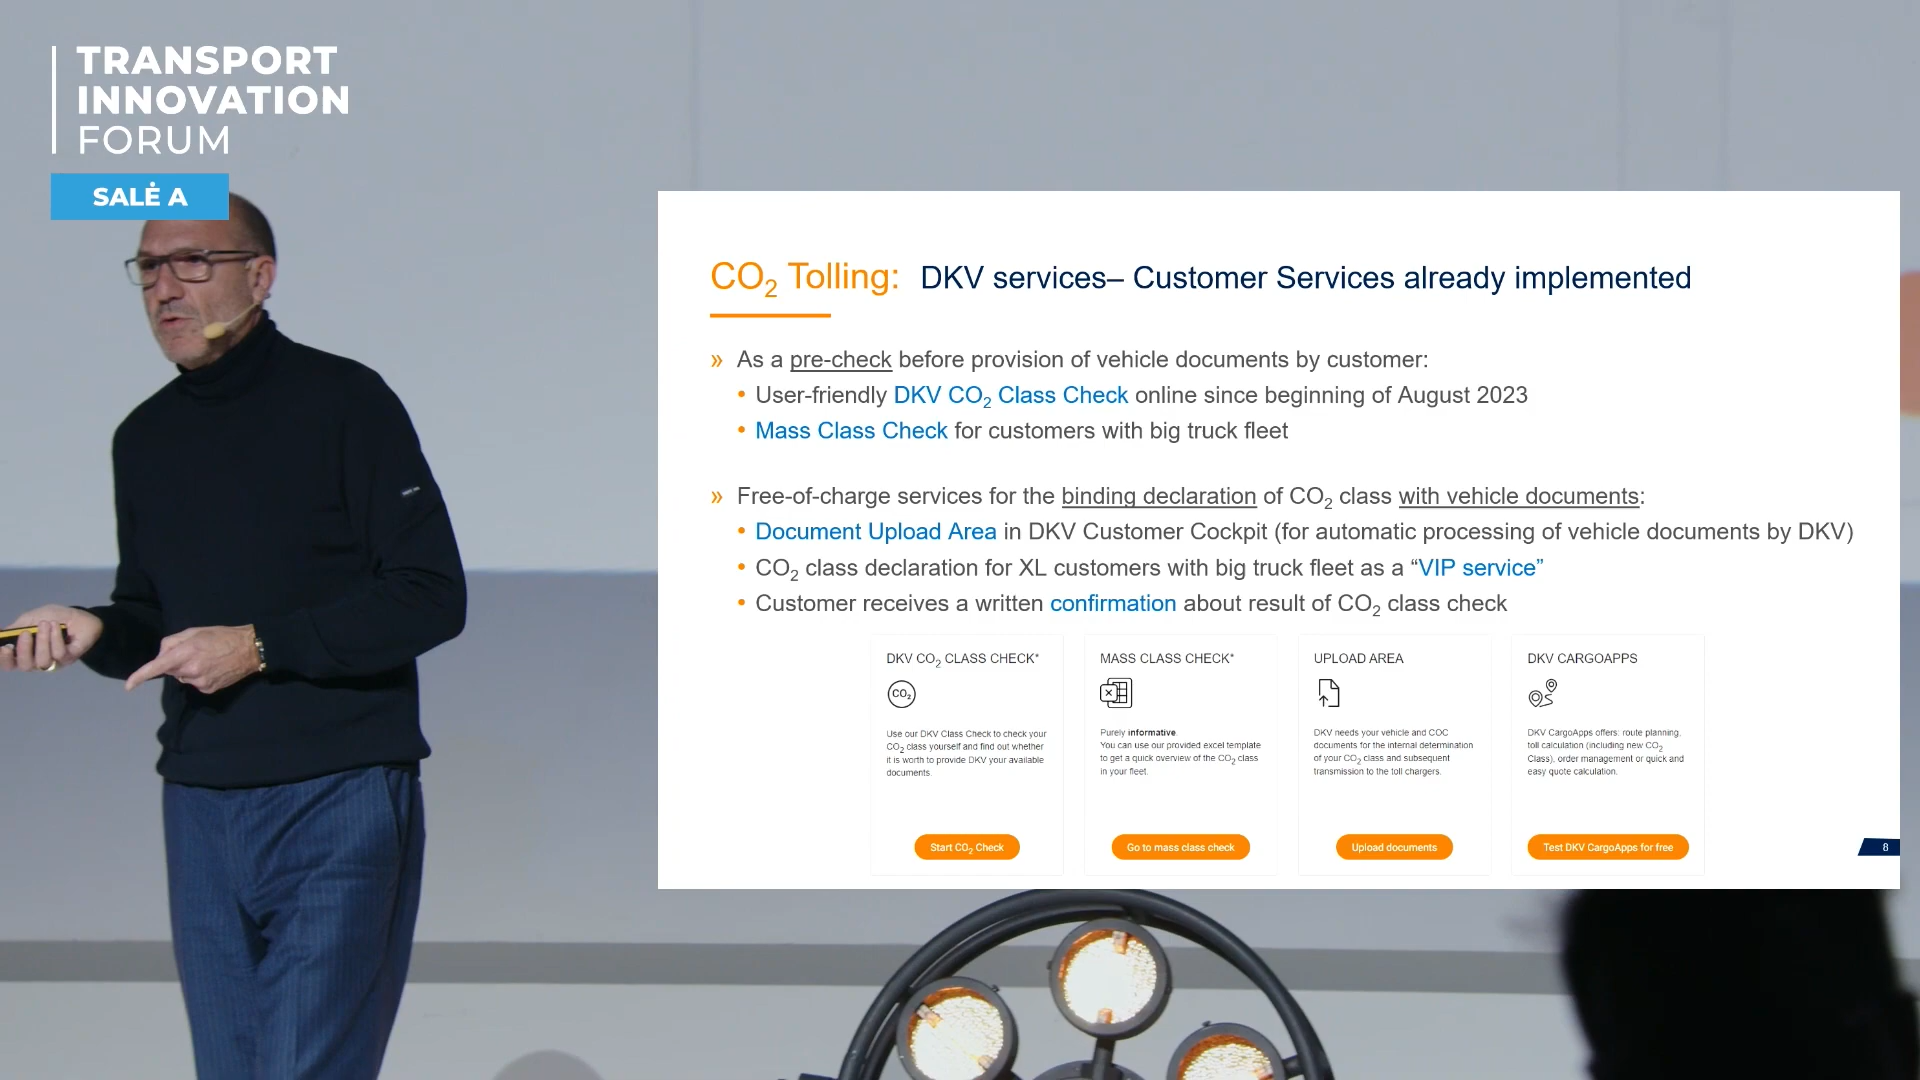 TRANSPORT
INNOVATION
FORUM
SALĖ A
CO2 Tolling: DKV services– Customer Services already implemented
» As a pre-check before provision of vehicle documents by customer:
• User-friendly DKV CO2 Class Check online since beginning of August 2023
• Mass Class Check for customers with big truck fleet
» Free-of-charge services for the binding declaration of CO2 class with vehicle documents:
• Document Upload Area in DKV Customer Cockpit (for automatic processing of vehicle documents by DKV)
• CO2 class declaration for XL customers with big truck fleet as a “VIP service”
• Customer receives a written confirmation about result of CO2 class check
DKV CO2 CLASS CHECK*
CO2
Use our DKV Class Check to check your
CO2 class yourself and find out whether
it is worth to provide DKV your available
documents.
Start CO2 Check
MASS CLASS CHECK*
Purely informative.
You can use our provided excel template
to get a quick overview of the CO2 class
in your fleet.
Go to mass class check
UPLOAD AREA
DKV needs your vehicle and COC
documents for the internal determination
of your CO2 class and subsequent
transmission to the toll chargers.
Upload documents
DKV CARGOAPPS
DKV CargoApps offers: route planning,
toll calculation (including new CO2
Class), order management or quick and
easy quote calculation.
Test DKV CargoApps for free
8